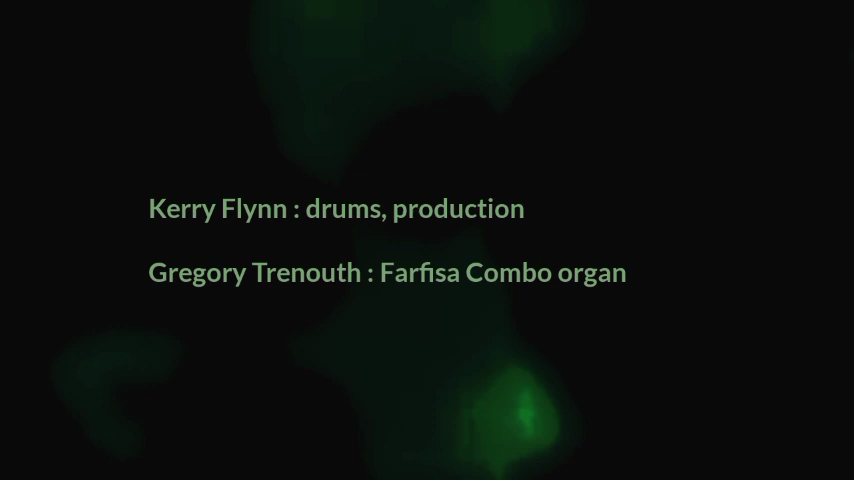 Kerry Flynn : drums, production
Gregory Trenouth : Farfisa Combo organ